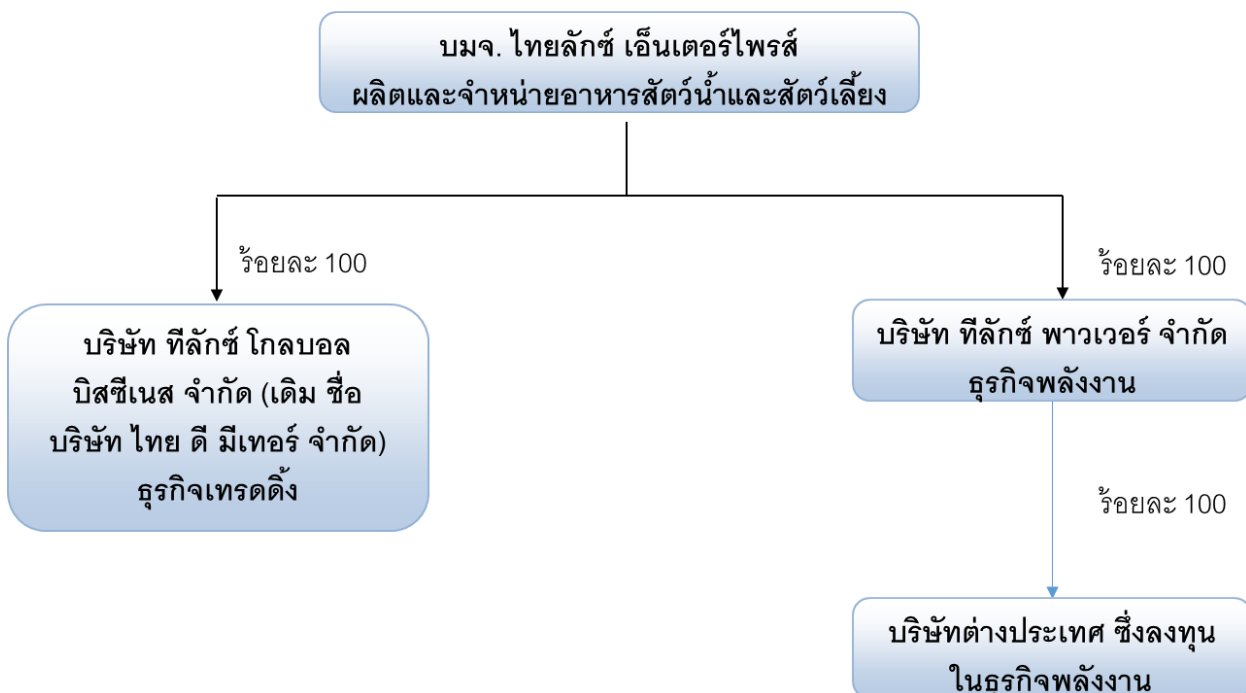 บมจ. ไทยลักซ์ เอ็นเตอร์ไพรส์
ผลิตและจำหน่ายอาหารสัตว์น้ำและสัตว์เลี้ยง
ร้อยละ 100
ร้อยละ 100
บริษัท ทีลักซ์ โกลบอล
บิสซีเนส จำกัด (เดิม ชื่อ
บริษัท ไทย ดี มีเทอร์ จำกัด)
ธุรกิจเทรดดิ้ง
บริษัท ทีลักซ์ พาวเวอร์ จำกัด
ธุรกิจพลังงาน
ร้อยละ 100
บริษัทต่างประเทศ ซึ่งลงทุน
ในธุรกิจพลังงาน